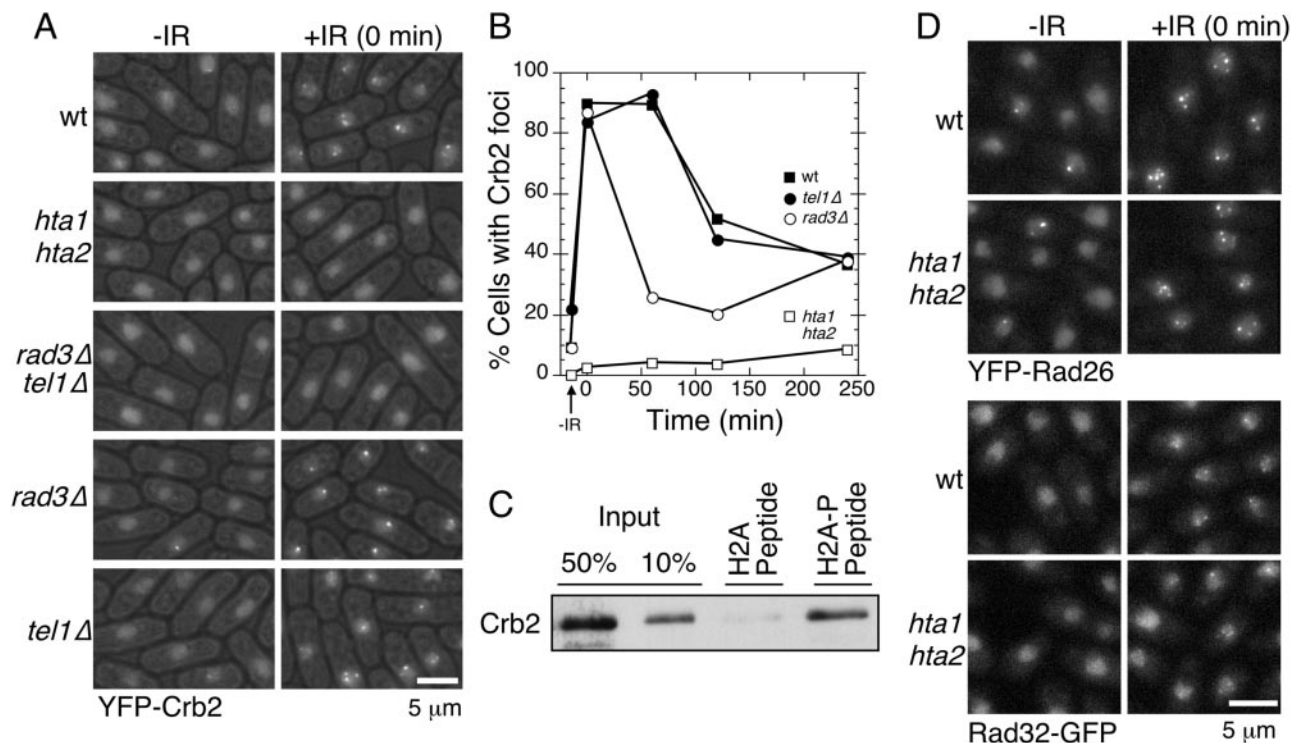 A
-IR
+IR (0 min)
wt
hta1
hta2
rad3Δ
tel1Δ
rad3Δ
tel1Δ
YFP-Crb2
5 μm
B
% Cells with Crb2 foci
100
80
60
40
20
0
0
50
100
150
200
250
-IR
Time (min)
wt
tel1Δ
rad3Δ
hta1
hta2
C
Input
50%
10%
H2A
Peptide
H2A-P
Peptide
Crb2
D
-IR
+IR (0 min)
wt
hta1
hta2
YFP-Rad26
wt
hta1
hta2
Rad32-GFP
5 μm